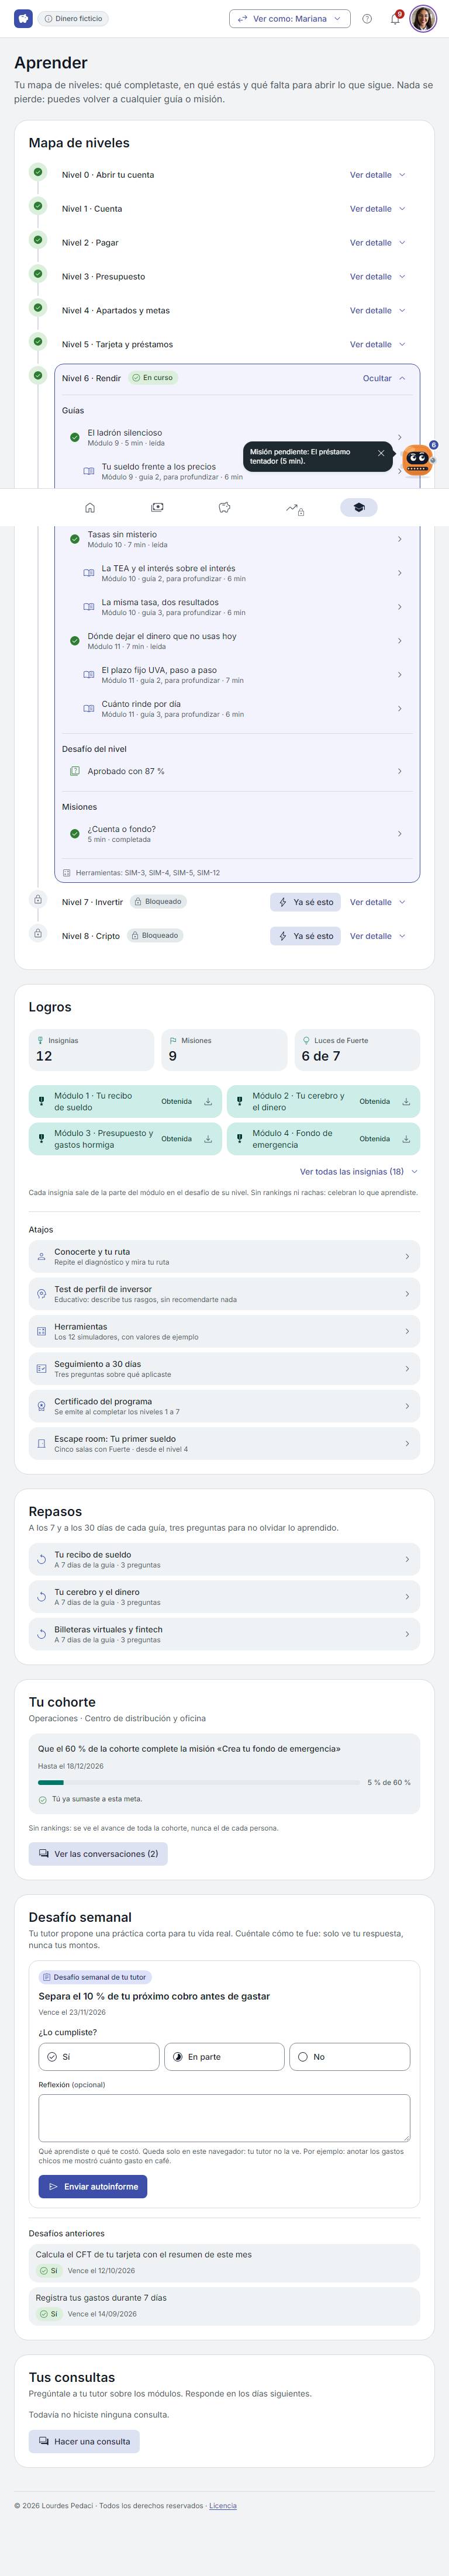 Dinero ficticio
Ver como: Mariana
9
Aprender
Tu mapa de niveles: qué completaste, en qué estás y qué falta para abrir lo que sigue. Nada se
pierde: puedes volver a cualquier guía o misión.
Mapa de niveles
Nivel 0 · Abrir tu cuenta
Ver detalle
Nivel 1 · Cuenta
Ver detalle
Nivel 2 · Pagar
Ver detalle
Nivel 3 · Presupuesto
Ver detalle
Nivel 4 · Apartados y metas
Ver detalle
Nivel 5 · Tarjeta y préstamos
Ver detalle
Nivel 6 · Rendir
En curso
Ocultar
Guías
El ladrón silencioso
Módulo 9 · 5 min · leída
Misión pendiente: El préstamo
tentador (5 min).
6
Tu sueldo frente a los precios
Módulo 9 · guía 2, para profundizar · 6 min
Tasas sin misterio
Módulo 10 · 7 min · leída
La TEA y el interés sobre el interés
Módulo 10 · guía 2, para profundizar · 6 min
La misma tasa, dos resultados
Módulo 10 · guía 3, para profundizar · 6 min
Dónde dejar el dinero que no usas hoy
Módulo 11 · 7 min · leída
El plazo fijo UVA, paso a paso
Módulo 11 · guía 2, para profundizar · 7 min
Cuánto rinde por día
Módulo 11 · guía 3, para profundizar · 6 min
Desafío del nivel
Aprobado con 87 %
Misiones
¿Cuenta o fondo?
5 min · completada
Herramientas: SIM-3, SIM-4, SIM-5, SIM-12
Nivel 7 · Invertir
Bloqueado
Ya sé esto
Ver detalle
Nivel 8 · Cripto
Bloqueado
Ya sé esto
Ver detalle
Logros
Insignias
12
Misiones
9
Luces de Fuerte
6 de 7
Módulo 1 · Tu recibo
de sueldo
Obtenida
Módulo 2 · Tu cerebro y
el dinero
Obtenida
Módulo 3 · Presupuesto y
gastos hormiga
Obtenida
Módulo 4 · Fondo de
emergencia
Obtenida
Ver todas las insignias (18)
Cada insignia sale de la parte del módulo en el desafío de su nivel. Sin rankings ni rachas: celebran lo que aprendiste.
Atajos
Conocerte y tu ruta
Repite el diagnóstico y mira tu ruta
Test de perfil de inversor
Educativo: describe tus rasgos, sin recomendarte nada
Herramientas
Los 12 simuladores, con valores de ejemplo
Seguimiento a 30 días
Tres preguntas sobre qué aplicaste
Certificado del programa
Se emite al completar los niveles 1 a 7
Escape room: Tu primer sueldo
Cinco salas con Fuerte · desde el nivel 4
Repasos
A los 7 y a los 30 días de cada guía, tres preguntas para no olvidar lo aprendido.
Tu recibo de sueldo
A 7 días de la guía · 3 preguntas
Tu cerebro y el dinero
A 7 días de la guía · 3 preguntas
Billeteras virtuales y fintech
A 7 días de la guía · 3 preguntas
Tu cohorte
Operaciones · Centro de distribución y oficina
Que el 60 % de la cohorte complete la misión «Crea tu fondo de emergencia»
Hasta el 18/12/2026
5 % de 60 %
Tú ya sumaste a esta meta.
Sin rankings: se ve el avance de toda la cohorte, nunca el de cada persona.
Ver las conversaciones (2)
Desafío semanal
Tu tutor propone una práctica corta para tu vida real. Cuéntale cómo te fue: solo ve tu respuesta,
nunca tus montos.
Desafío semanal de tu tutor
Separa el 10 % de tu próximo cobro antes de gastar
Vence el 23/11/2026
¿Lo cumpliste?
Sí
En parte
No
Reflexión (opcional)
Qué aprendiste y qué te costó. Queda solo en este navegador: tu tutor no la ve. Por ejemplo: anotar los gastos
chicos me mostró cuánto gasto en café.
Enviar autoinforme
Desafíos anteriores
Calcula el CFT de tu tarjeta con el resumen de este mes
Sí
Vence el 12/10/2026
Registra tus gastos durante 7 días
Sí
Vence el 14/09/2026
Tus consultas
Pregúntale a tu tutor sobre los módulos. Responde en los días siguientes.
Todavía no hiciste ninguna consulta.
Hacer una consulta
© 2026 Lourdes Pedaci · Todos los derechos reservados · Licencia